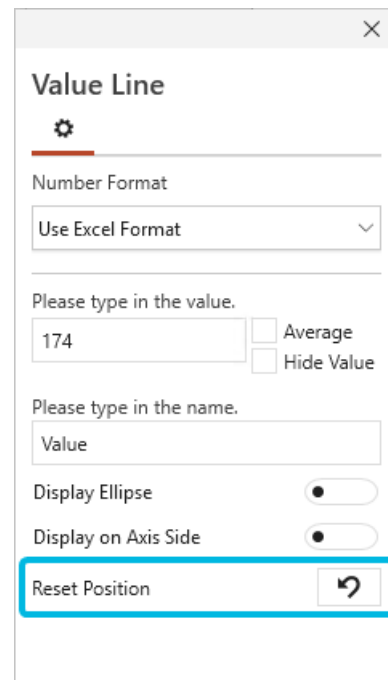 Value Line
Number Format
Use Excel Format
Please type in the value.
174
Average
Hide Value
Please type in the name.
Value
Display Ellipse
Display on Axis Side
Reset Position